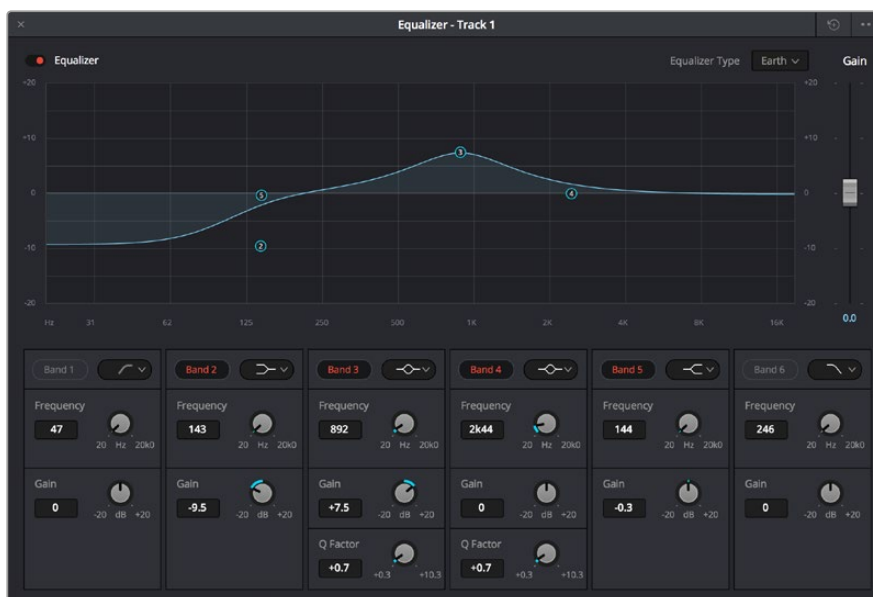 Equalizer - Track 1
Equalizer
Equalizer Type Earth Gain
+20 +20
+10 +10
0 0
-10 -10
-20 -20
Hz 31 62 125 250 500 1K 2K 4K 8K 16K
0.0
5 2 3 4
Band 1 Band 2 Band 3 Band 4 Band 5 Band 6
Frequency Frequency Frequency Frequency Frequency Frequency
47 143 892 2k44 144 246
20 Hz 20k0 20 Hz 20k0 20 Hz 20k0 20 Hz 20k0 20 Hz 20k0 20 Hz 20k0
Gain Gain Gain Gain Gain Gain
0 -9.5 +7.5 0 -0.3 0
-20 dB +20 -20 dB +20 -20 dB +20 -20 dB +20 -20 dB +20 -20 dB +20
Q Factor Q Factor
+0.7 +0.7
+0.3 +10.3 +0.3 +10.3